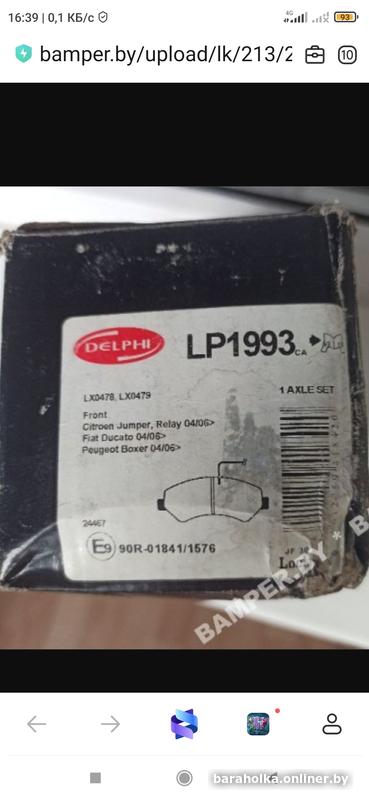 16:39 | 0,1 КБ/с
4G
93
bamper.by/upload/lk/213/2
10
DELPHI
LP1993
CA
LX0478, LX0479
1 AXLE SET
Front
Citroen Jumper, Relay 04/06>
Fiat Ducato 04/06>
Peugeot Boxer 04/06>
24467
E9 90R-01841/1576
BAMPER.BY
baraholka.onliner.by